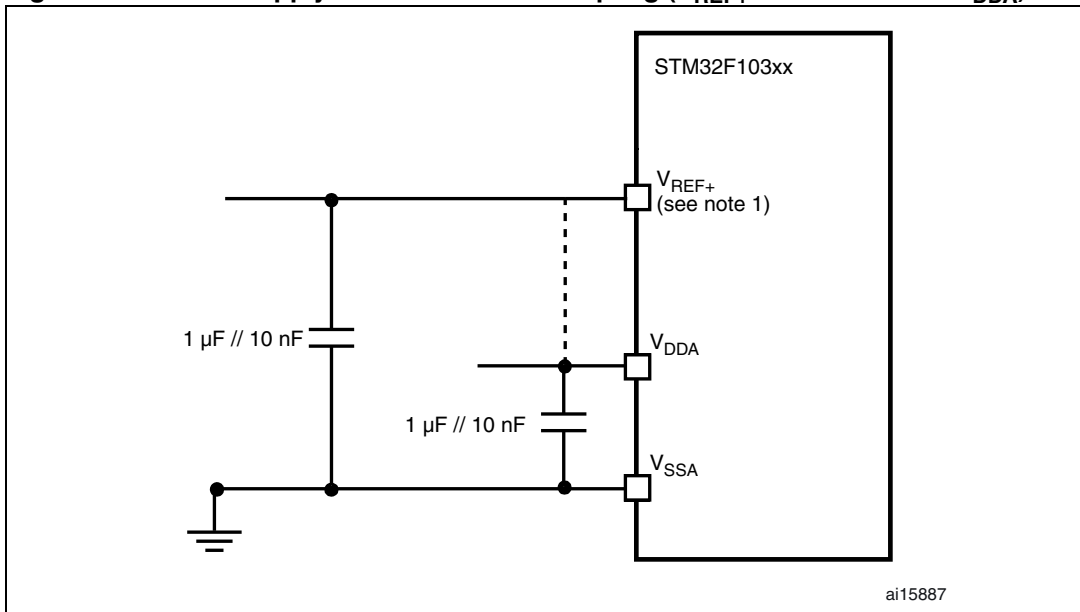 STM32F103xx
VREF+
(see note 1)
1 µF // 10 nF
VDDA
1 µF // 10 nF
VSSA
ai15887